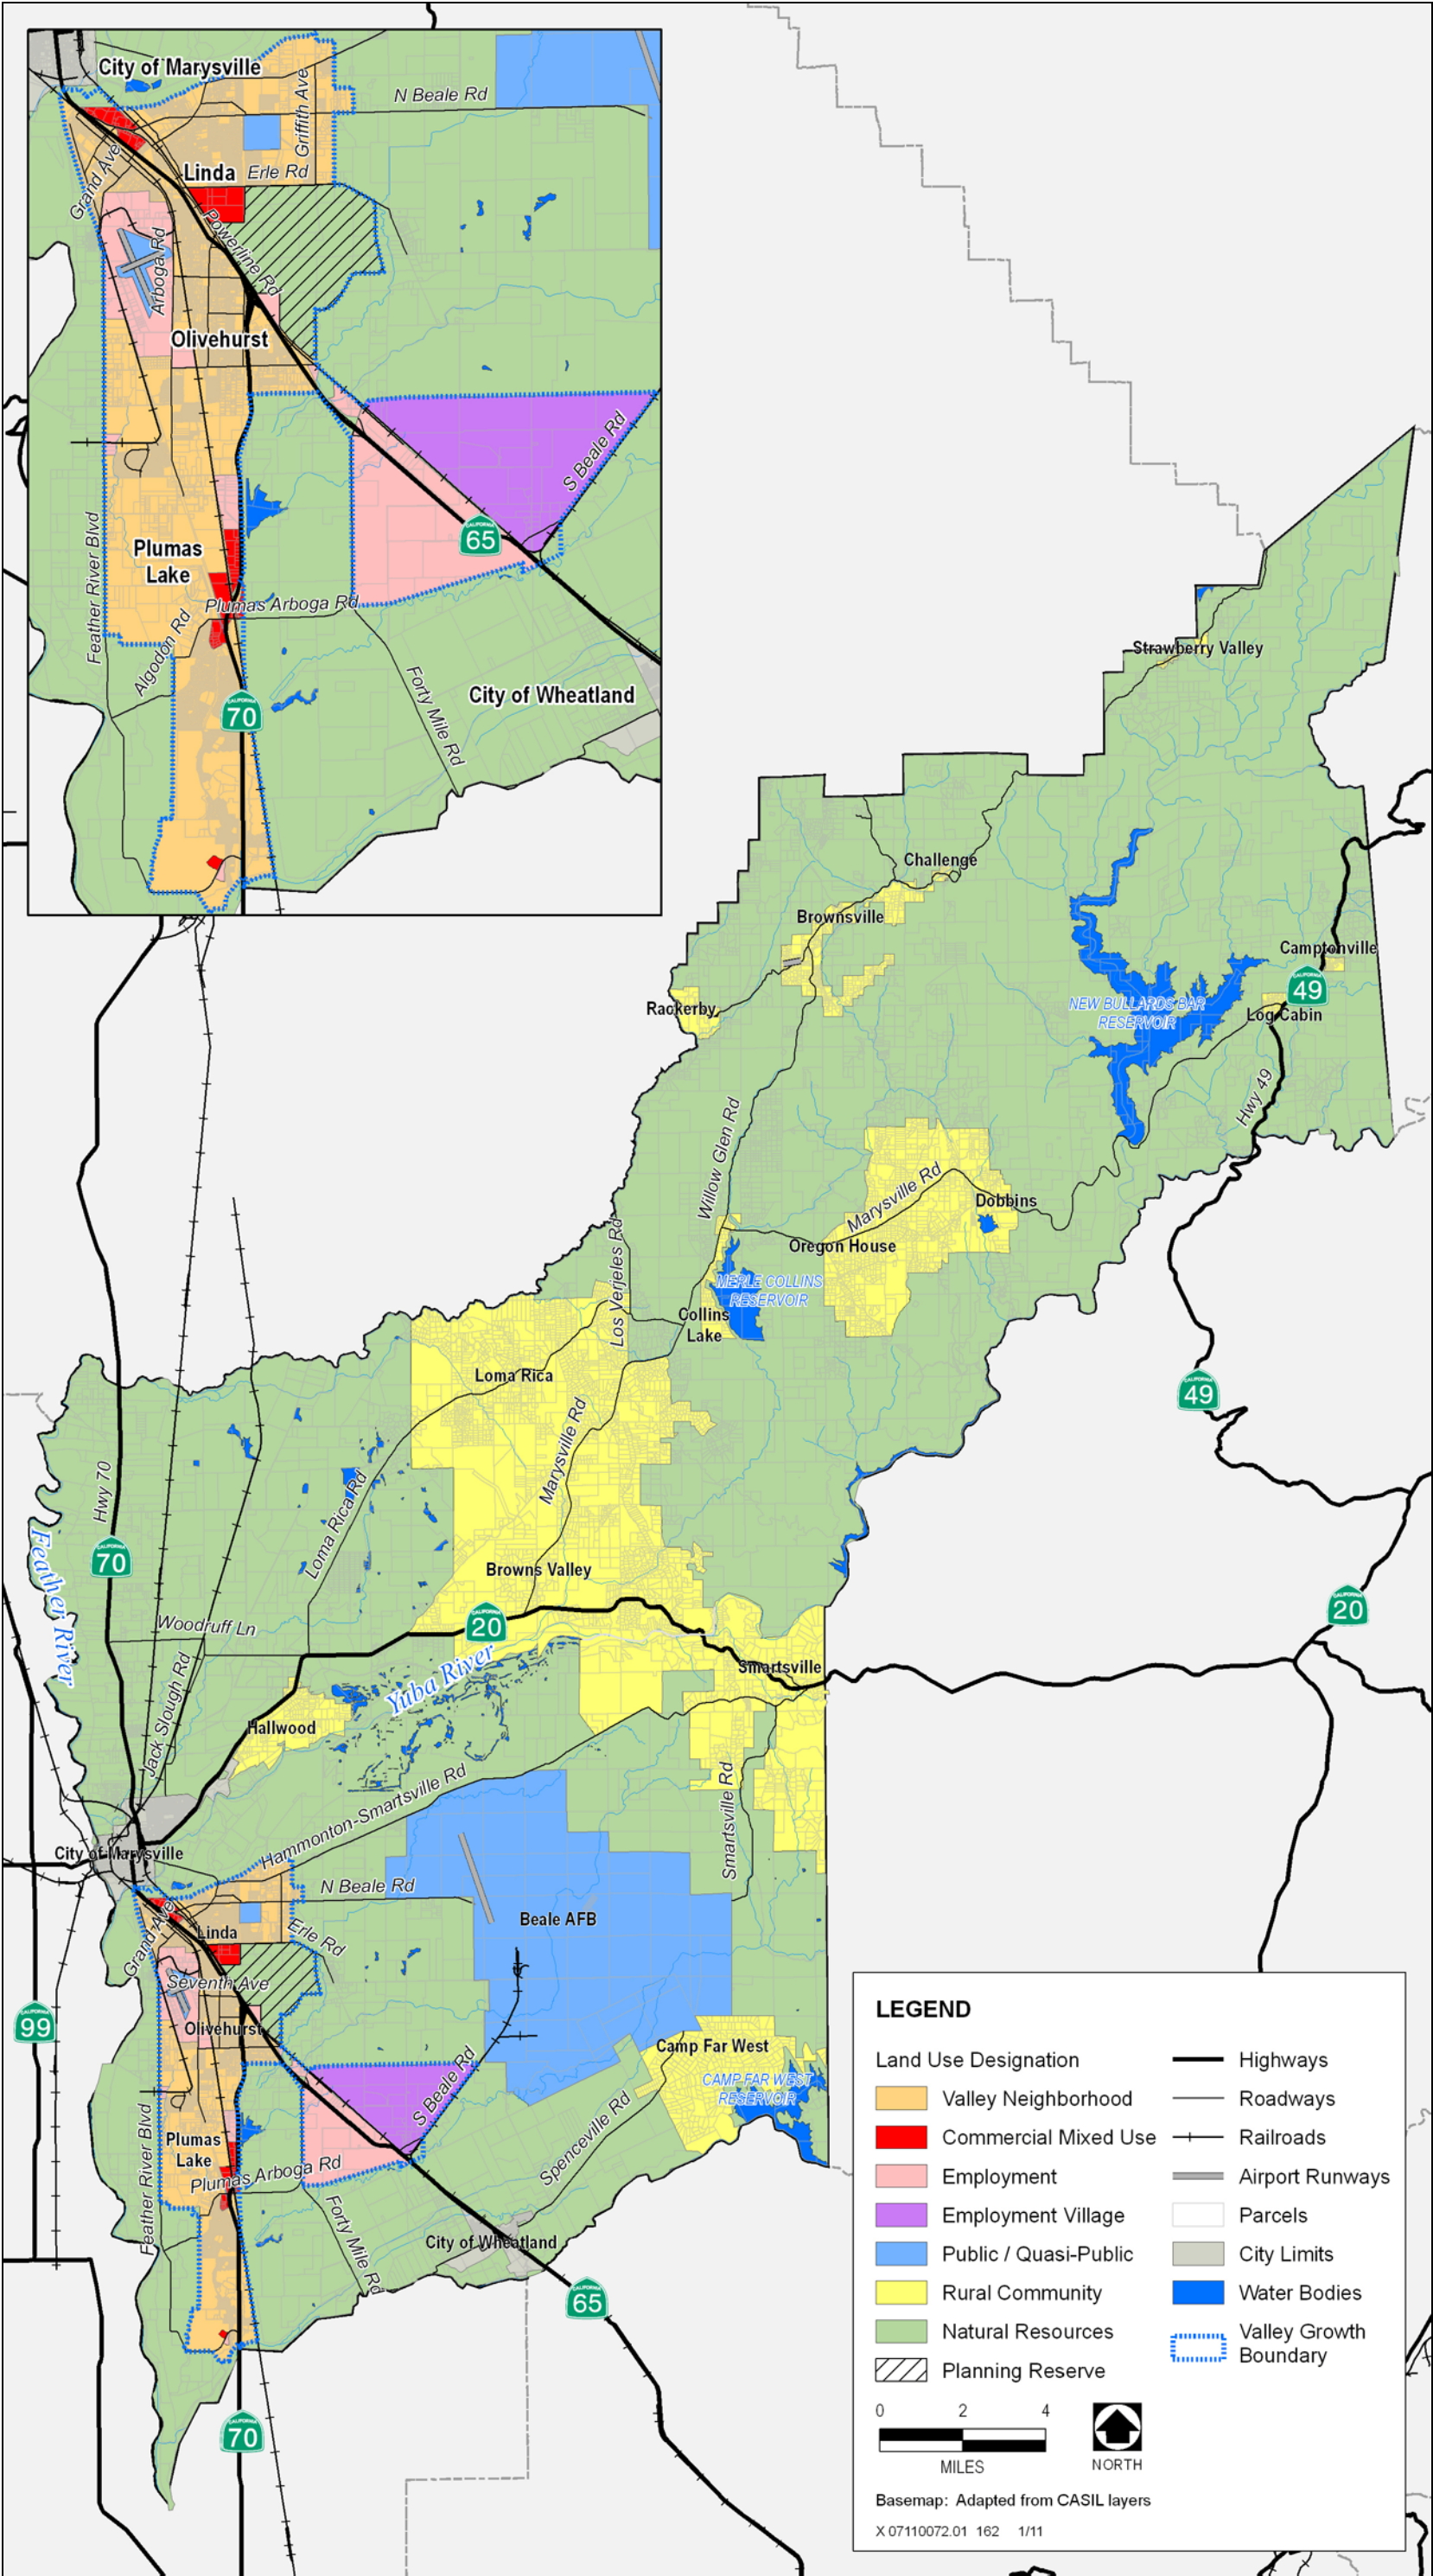 City of Marysville
N Beale Rd
Griffith Ave
Grand Ave
Linda
Erle Rd
Powerline Rd
Arboga Rd
Olivehurst
S Beale Rd
CALIFORNIA
65
Feather River Blvd
Plumas
Lake
Plumas Arboga Rd
Algodon Rd
Forty Mile Rd
City of Wheatland
CALIFORNIA
70
Strawberry Valley
Challenge
Brownsville
Camptonville
CALIFORNIA
49
Rackerby
NEW BULLARDS BAR
RESERVOIR
Log Cabin
Hwy 49
Willow Glen Rd
Marysville Rd
Dobbins
Oregon House
Los Verjeles Rd
MERLE COLLINS
RESERVOIR
Collins
Lake
Loma Rica
CALIFORNIA
49
Marysville Rd
Hwy 70
Loma Rica Rd
Feather River
CALIFORNIA
70
Browns Valley
CALIFORNIA
20
CALIFORNIA
20
Woodruff Ln
Yuba River
Smartsville
Jack Slough Rd
Hallwood
Hammonton-Smartsville Rd
Smartsville Rd
City of Marysville
N Beale Rd
Grand Ave
Linda
Erle Rd
Beale AFB
Seventh Ave
CALIFORNIA
99
Olivehurst
Camp Far West
CAMP FAR WEST
RESERVOIR
S Beale Rd
Spenceville Rd
Feather River Blvd
Plumas
Lake
Plumas Arboga Rd
Forty Mile Rd
City of Wheatland
CALIFORNIA
65
CALIFORNIA
70
LEGEND
Land Use Designation
Valley Neighborhood
Commercial Mixed Use
Employment
Employment Village
Public / Quasi-Public
Rural Community
Natural Resources
Planning Reserve
Highways
Roadways
Railroads
Airport Runways
Parcels
City Limits
Water Bodies
Valley Growth
Boundary
0 2 4
MILES
NORTH
Basemap: Adapted from CASIL layers
X 07110072.01 162 1/11